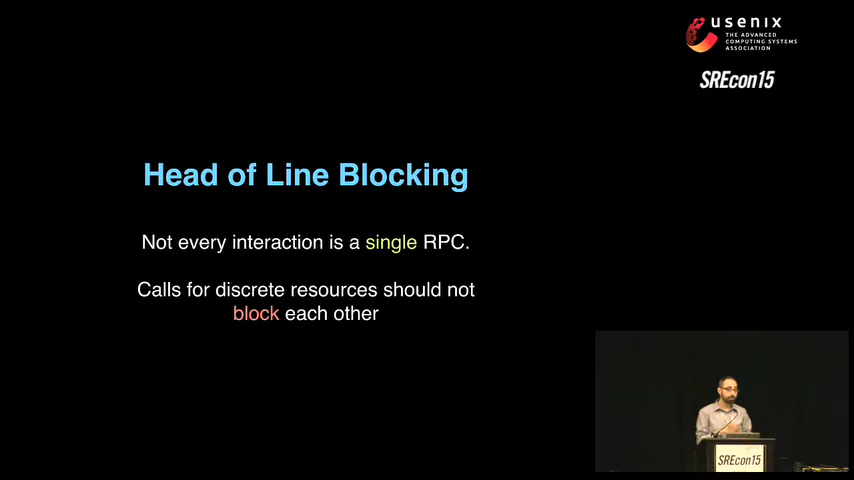 usenix
THE ADVANCED
COMPUTING SYSTEMS
ASSOCIATION
SREcon15
Head of Line Blocking
Not every interaction is a single RPC.
Calls for discrete resources should not
block each other
SREcon15